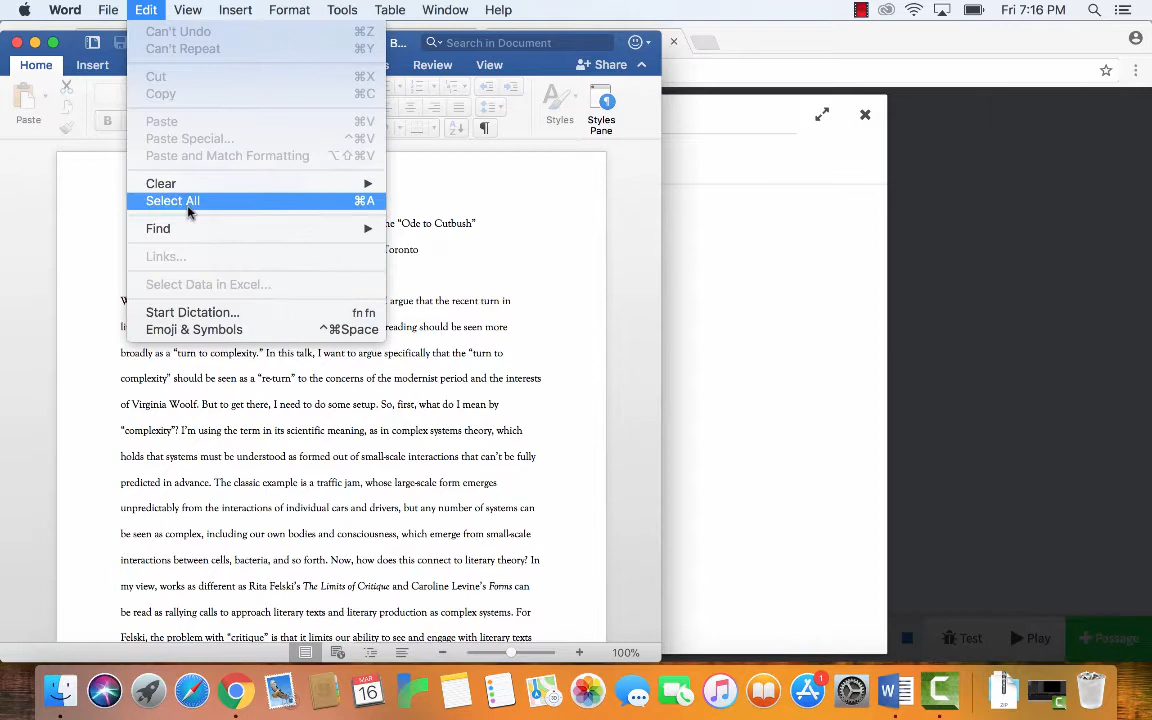 Word File Edit View Insert Format Tools Table Window Help Fri 7:16 PM
Can't Undo ⌘Z
Can't Repeat ⌘Y
Cut ⌘X
Copy ⌘C
Paste ⌘V
Paste Special... ^⌘V
Paste and Match Formatting ⌥⇧⌘V
Clear
Select All ⌘A
Find
Links...
Select Data in Excel...
Start Dictation... fn fn
Emoji & Symbols ^⌘Space
B... Search in Document
Home Insert Review View Share
Paste B Styles Styles
Pane
"Ode to Cutbush"
Toronto
argue that the recent turn in
reading should be seen more
broadly as a “turn to complexity.” In this talk, I want to argue specifically that the “turn to
complexity” should be seen as a “re-turn” to the concerns of the modernist period and the interests
of Virginia Woolf. But to get there, I need to do some setup. So, first, what do I mean by
“complexity”? I'm using the term in its scientific meaning, as in complex systems theory, which
holds that systems must be understood as formed out of small-scale interactions that can't be fully
predicted in advance. The classic example is a traffic jam, whose large-scale form emerges
unpredictably from the interactions of individual cars and drivers, but any number of systems can
be seen as complex, including our own bodies and consciousness, which emerge from small-scale
interactions between cells, bacteria, and so forth. Now, how does this connect to literary theory? In
my view, works as different as Rita Felski's The Limits of Critique and Caroline Levine's Forms can
be read as rallying calls to approach literary texts and literary production as complex systems. For
Felski, the problem with “critique” is that it limits our ability to see and engage with literary texts
100%
Test Play +Passage
MAR
16
1
ZIP